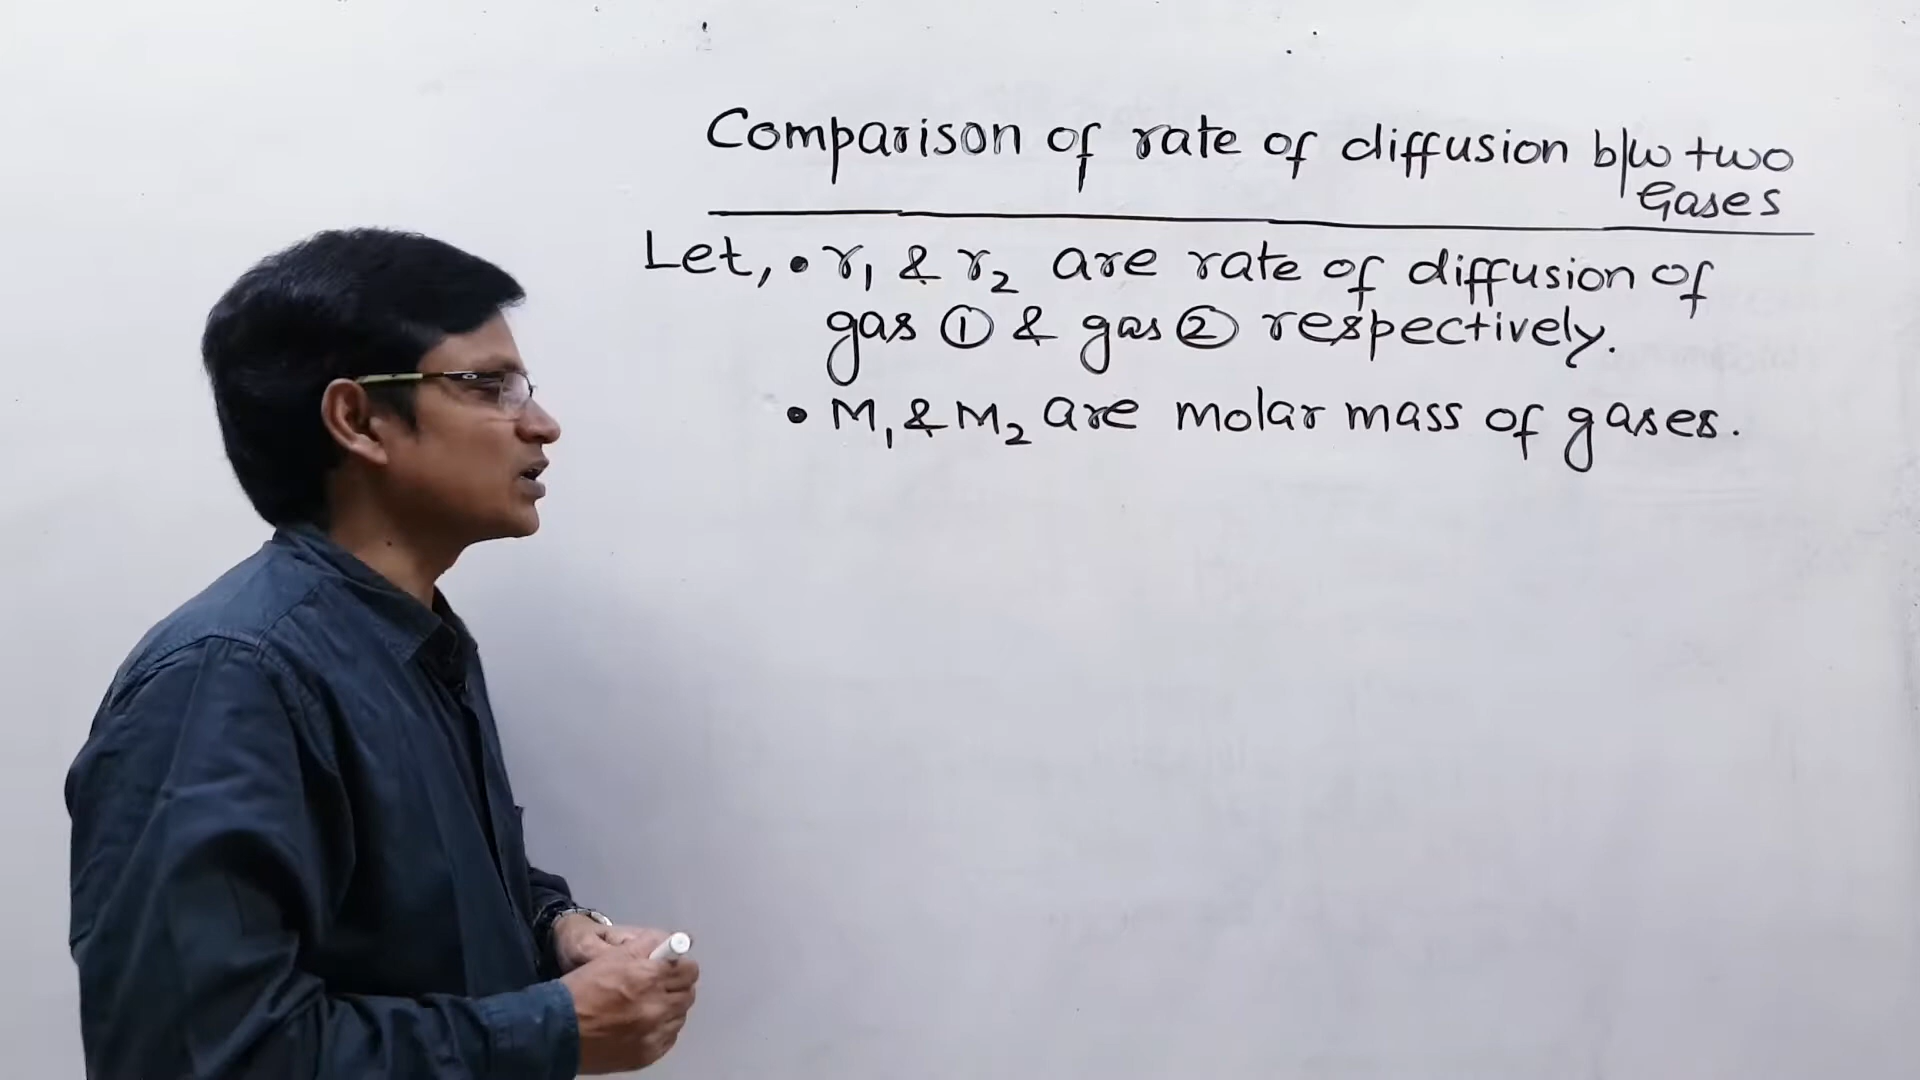 Comparison of rate of diffusion b/w two
Gases
Let, • r₁ & r₂ are rate of diffusion of
gas ① & gas ② respectively.
• M₁ & M₂ are molar mass of gases.